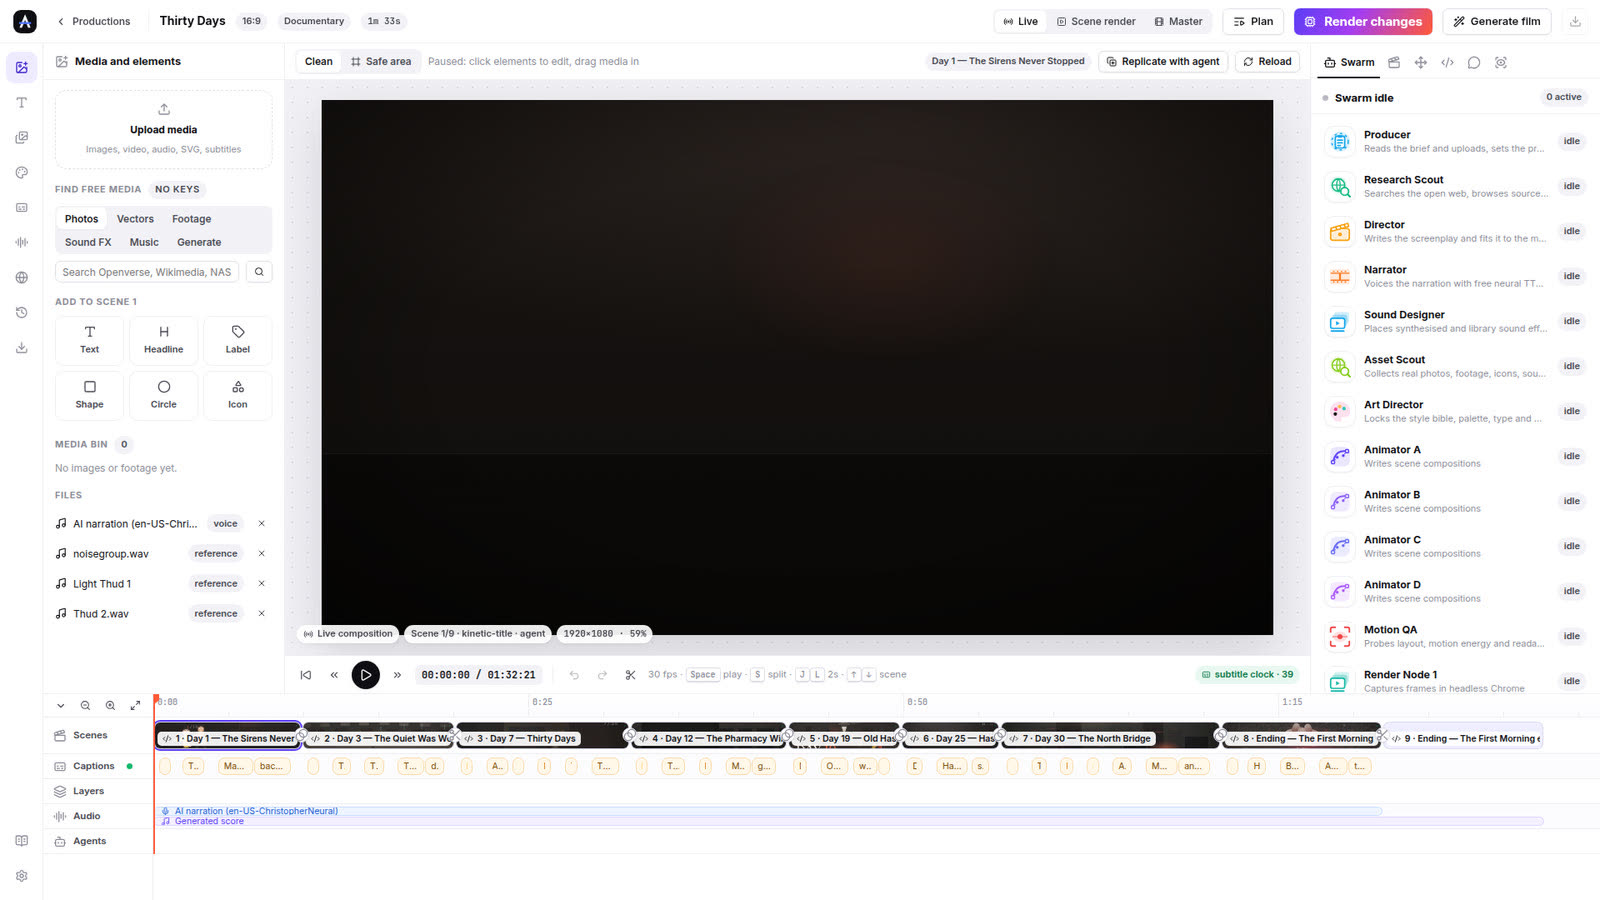 Productions
Thirty Days
16:9
Documentary
1m 33s
Live
Scene render
Master
Plan
Render changes
Generate film
Media and elements
Clean
Safe area
Paused: click elements to edit, drag media in
Day 1 — The Sirens Never Stopped
Replicate with agent
Reload
Swarm
Upload media
Images, video, audio, SVG, subtitles
FIND FREE MEDIA
NO KEYS
Photos
Vectors
Footage
Sound FX
Music
Generate
Search Openverse, Wikimedia, NAS
ADD TO SCENE 1
Text
Headline
Label
Shape
Circle
Icon
MEDIA BIN
0
No images or footage yet.
FILES
AI narration (en-US-Chri...
voice
noisegroup.wav
reference
Light Thud 1
reference
Thud 2.wav
reference
Live composition
Scene 1/9 · kinetic-title · agent
1920×1080 · 59%
00:00:00 / 01:32:21
30 fps ·
Space
play ·
S
split ·
J
L
2s ·
↑
↓
scene
subtitle clock · 39
Swarm idle
0 active
Producer
Reads the brief and uploads, sets the pr...
idle
Research Scout
Searches the open web, browses source...
idle
Director
Writes the screenplay and fits it to the m...
idle
Narrator
Voices the narration with free neural TT...
idle
Sound Designer
Places synthesised and library sound eff...
idle
Asset Scout
Collects real photos, footage, icons, sou...
idle
Art Director
Locks the style bible, palette, type and ...
idle
Animator A
Writes scene compositions
idle
Animator B
Writes scene compositions
idle
Animator C
Writes scene compositions
idle
Animator D
Writes scene compositions
idle
Motion QA
Probes layout, motion energy and reada...
idle
Render Node 1
Captures frames in headless Chrome
idle
0:00
0:25
0:50
1:15
Scenes
1 · Day 1 — The Sirens Never
2 · Day 3 — The Quiet Was W
3 · Day 7 — Thirty Days
4 · Day 12 — The Pharmacy Wi
5 · Day 19 — Old Has
6 · Day 25 — Has
7 · Day 30 — The North Bridge
8 · Ending — The First Morning
9 · Ending — The First Morning e
Captions
T..
Ma...
bac...
T.
T.
T...
d.
A..
T...
T..
M..
g...
O...
w..
Ha...
s.
A.
M...
an...
H
B...
A...
t...
Layers
Audio
AI narration (en-US-ChristopherNeural)
Generated score
Agents